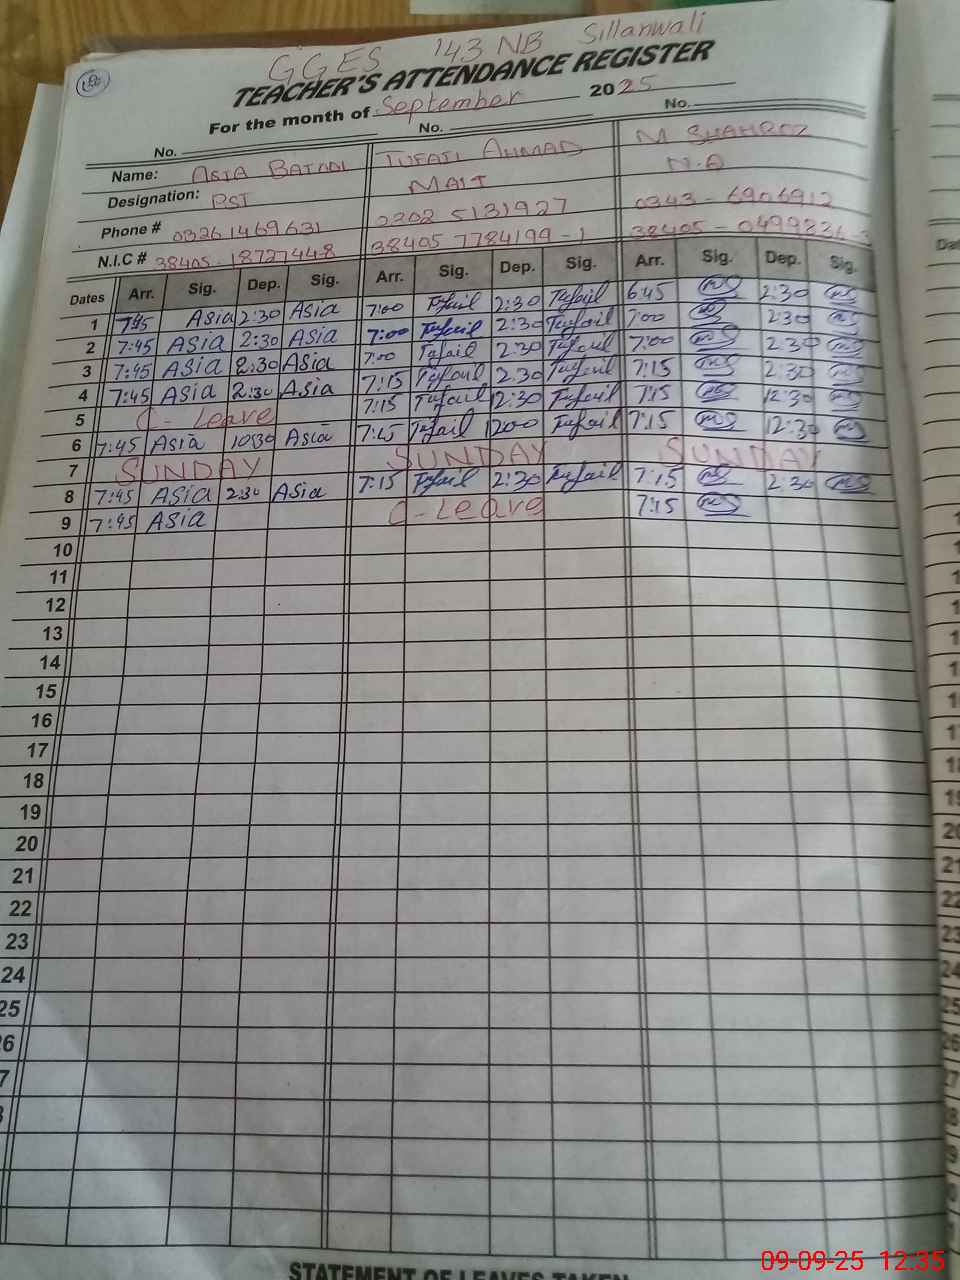 GGES 143 NB Sillanwali
TEACHER'S ATTENDANCE REGISTER
For the month of September 2025
No. No. No.
Name: ASIA BATOOL TUFAIL AHMAD M SHAHROZ
Designation: PST N.Q
Phone # 03261469631 0302 5131927 0343-6906912
N.I.C # 38405-18727448 38405 7784199-1 38405-0499236
Dates Arr. Sig. Dep. Sig. Arr. Sig. Dep. Sig. Arr. Sig. Dep. Sig.
1 7:45 Asia 2:30 Asia 7:00 Tufail 2:30 Tufail 6:45 2:30
2 7:45 Asia 2:30 Asia 7:00 Tufail 2:30 Tufail 7:00 2:30
3 7:45 Asia 2:30 Asia 7:00 Tufail 2:30 Tufail 7:00 2:30
4 7:45 Asia 2:30 Asia 7:15 Tufail 2:30 Tufail 7:15 2:30
5 C-Leave 7:15 Tufail 12:30 Tufail 7:15 12:30
6 7:45 Asia 10:30 Asia 7:15 Tufail 1200 Tufail 7:15 12:30
7 SUNDAY SUNDAY SUNDAY
8 7:45 Asia 2:30 Asia 7:15 Tufail 2:30 Tufail 7:15 2:30
9 7:45 Asia C-Leave 7:15
10
11
12
13
14
15
16
17
18
19
20
21
22
23
24
25
STATEMENT OF LEAVES TAKEN
09-09-25 12:35